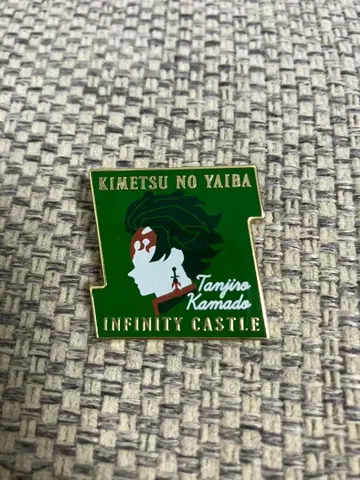 KIMETSU NO YAIBA
Tanjiro
Kamado
INFINITY CASTLE